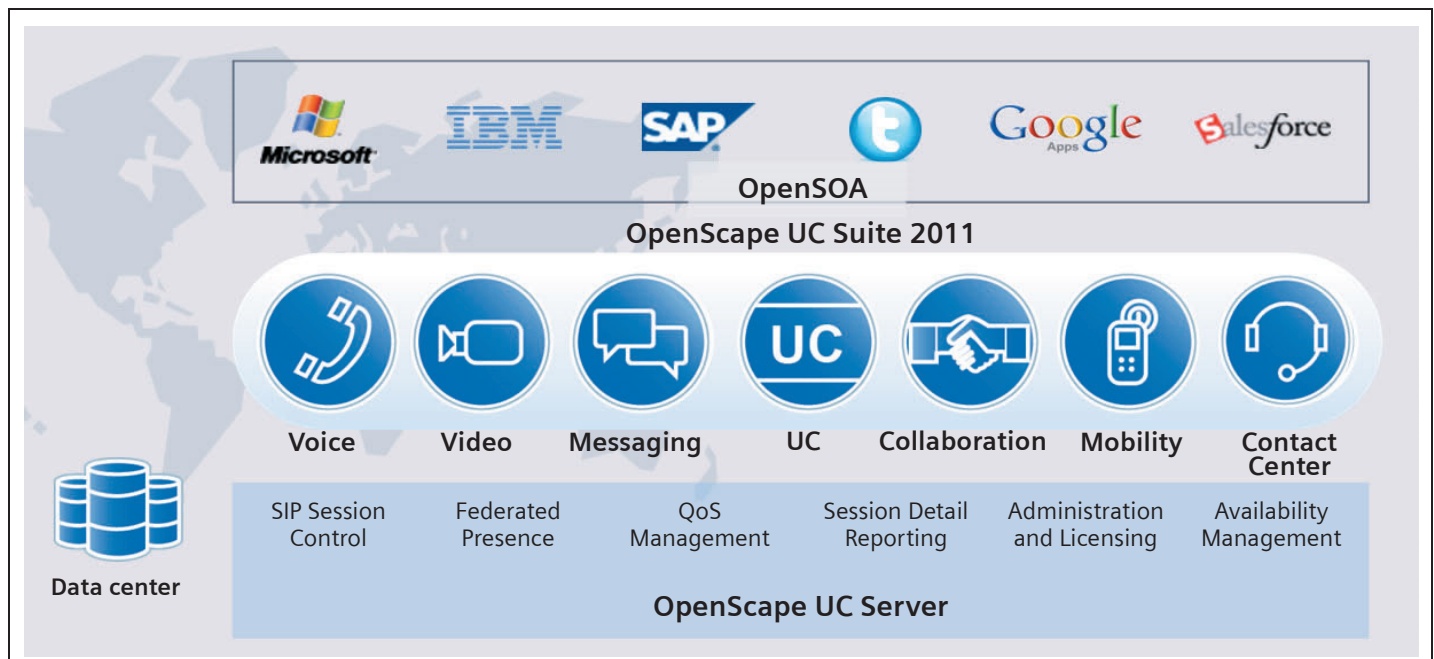 Microsoft
IBM
SAP
t
Google
Apps
Salesforce
OpenSOA
OpenScape UC Suite 2011
UC
Voice
Video
Messaging
UC
Collaboration
Mobility
Contact
Center
SIP Session
Control
Federated
Presence
QoS
Management
Session Detail
Reporting
Administration
and Licensing
Availability
Management
Data center
OpenScape UC Server